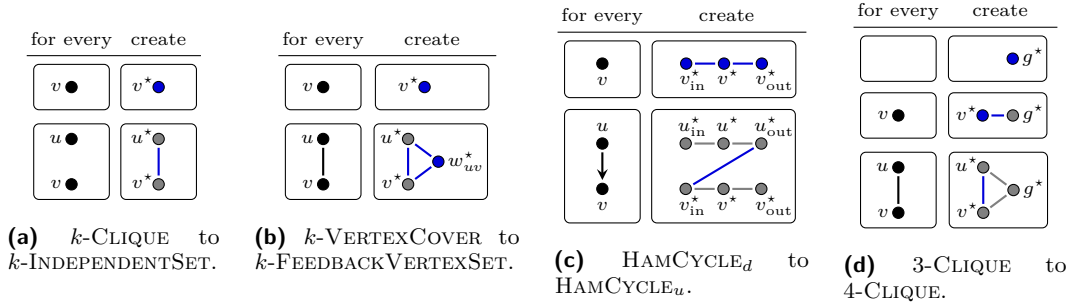 for every create
v v⋆
u u⋆
v v⋆
(a) k-CLIQUE to
k-INDEPENDENTSET.
for every create
v v⋆
u u⋆
w⋆uv
v v⋆
(b) k-VERTEXCOVER to
k-FEEDBACKVERTEXSET.
for every create
v v⋆in v⋆ v⋆out
u u⋆in u⋆ u⋆out
v v⋆in v⋆ v⋆out
(c) HAMCYCLEd to
HAMCYCLEu.
for every create
g⋆
v v⋆ g⋆
u u⋆
g⋆
v v⋆
(d) 3-CLIQUE to
4-CLIQUE.